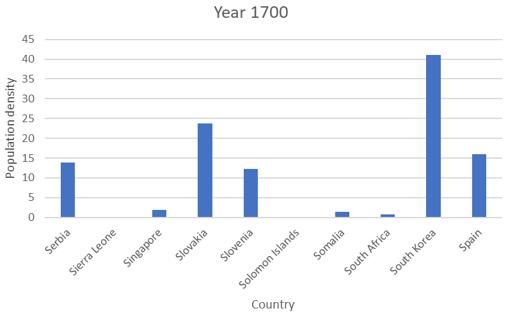 Year 1700
Population density
45
40
35
30
25
20
15
10
5
0
Serbia
Sierra Leone
Singapore
Slovakia
Slovenia
Solomon Islands
Somalia
South Africa
South Korea
Spain
Country